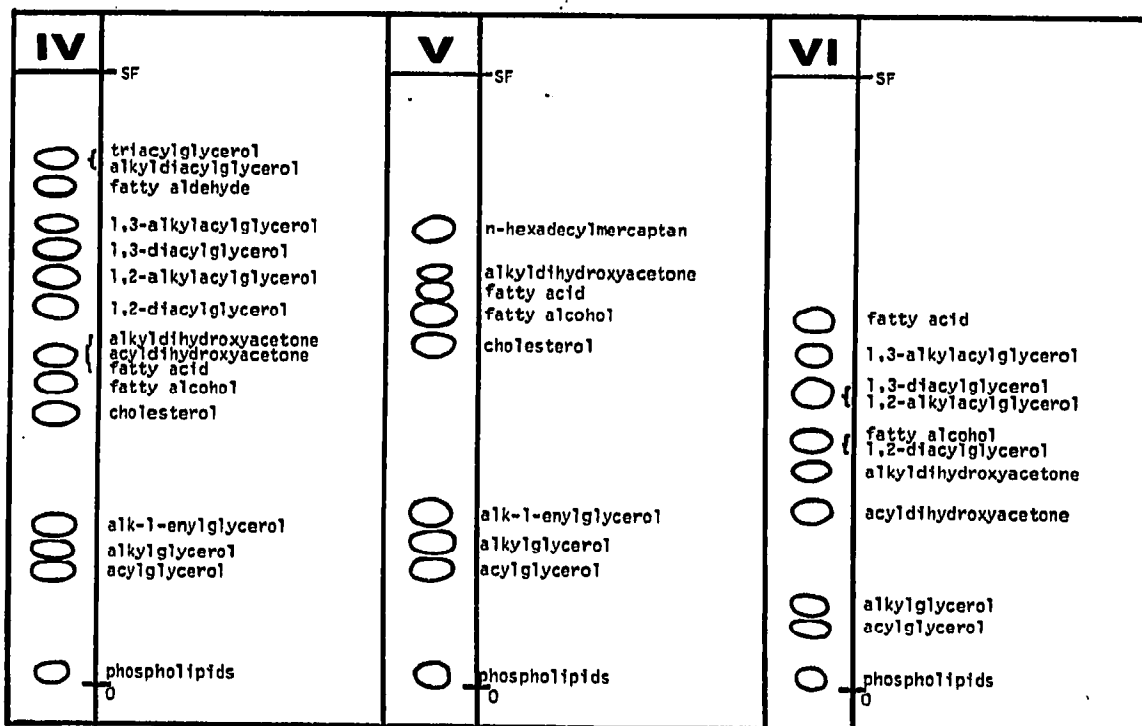 IV
SF
triacylglycerol
alkyldiacylglycerol
fatty aldehyde
1,3-alkylacylglycerol
1,3-diacylglycerol
1,2-alkylacylglycerol
1,2-diacylglycerol
alkyldihydroxyacetone
acyldihydroxyacetone
fatty acid
fatty alcohol
cholesterol
alk-1-enylglycerol
alkylglycerol
acylglycerol
phospholipids
O
V
SF
n-hexadecylmercaptan
alkyldihydroxyacetone
fatty acid
fatty alcohol
cholesterol
alk-1-enylglycerol
alkylglycerol
acylglycerol
phospholipids
O
VI
SF
fatty acid
1,3-alkylacylglycerol
1,3-diacylglycerol
1,2-alkylacylglycerol
fatty alcohol
1,2-diacylglycerol
alkyldihydroxyacetone
acyldihydroxyacetone
alkylglycerol
acylglycerol
phospholipids
O